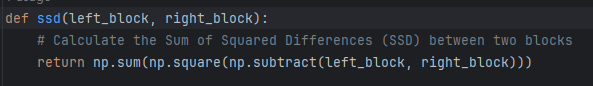 def ssd(left_block, right_block):
    # Calculate the Sum of Squared Differences (SSD) between two blocks
    return np.sum(np.square(np.subtract(left_block, right_block)))